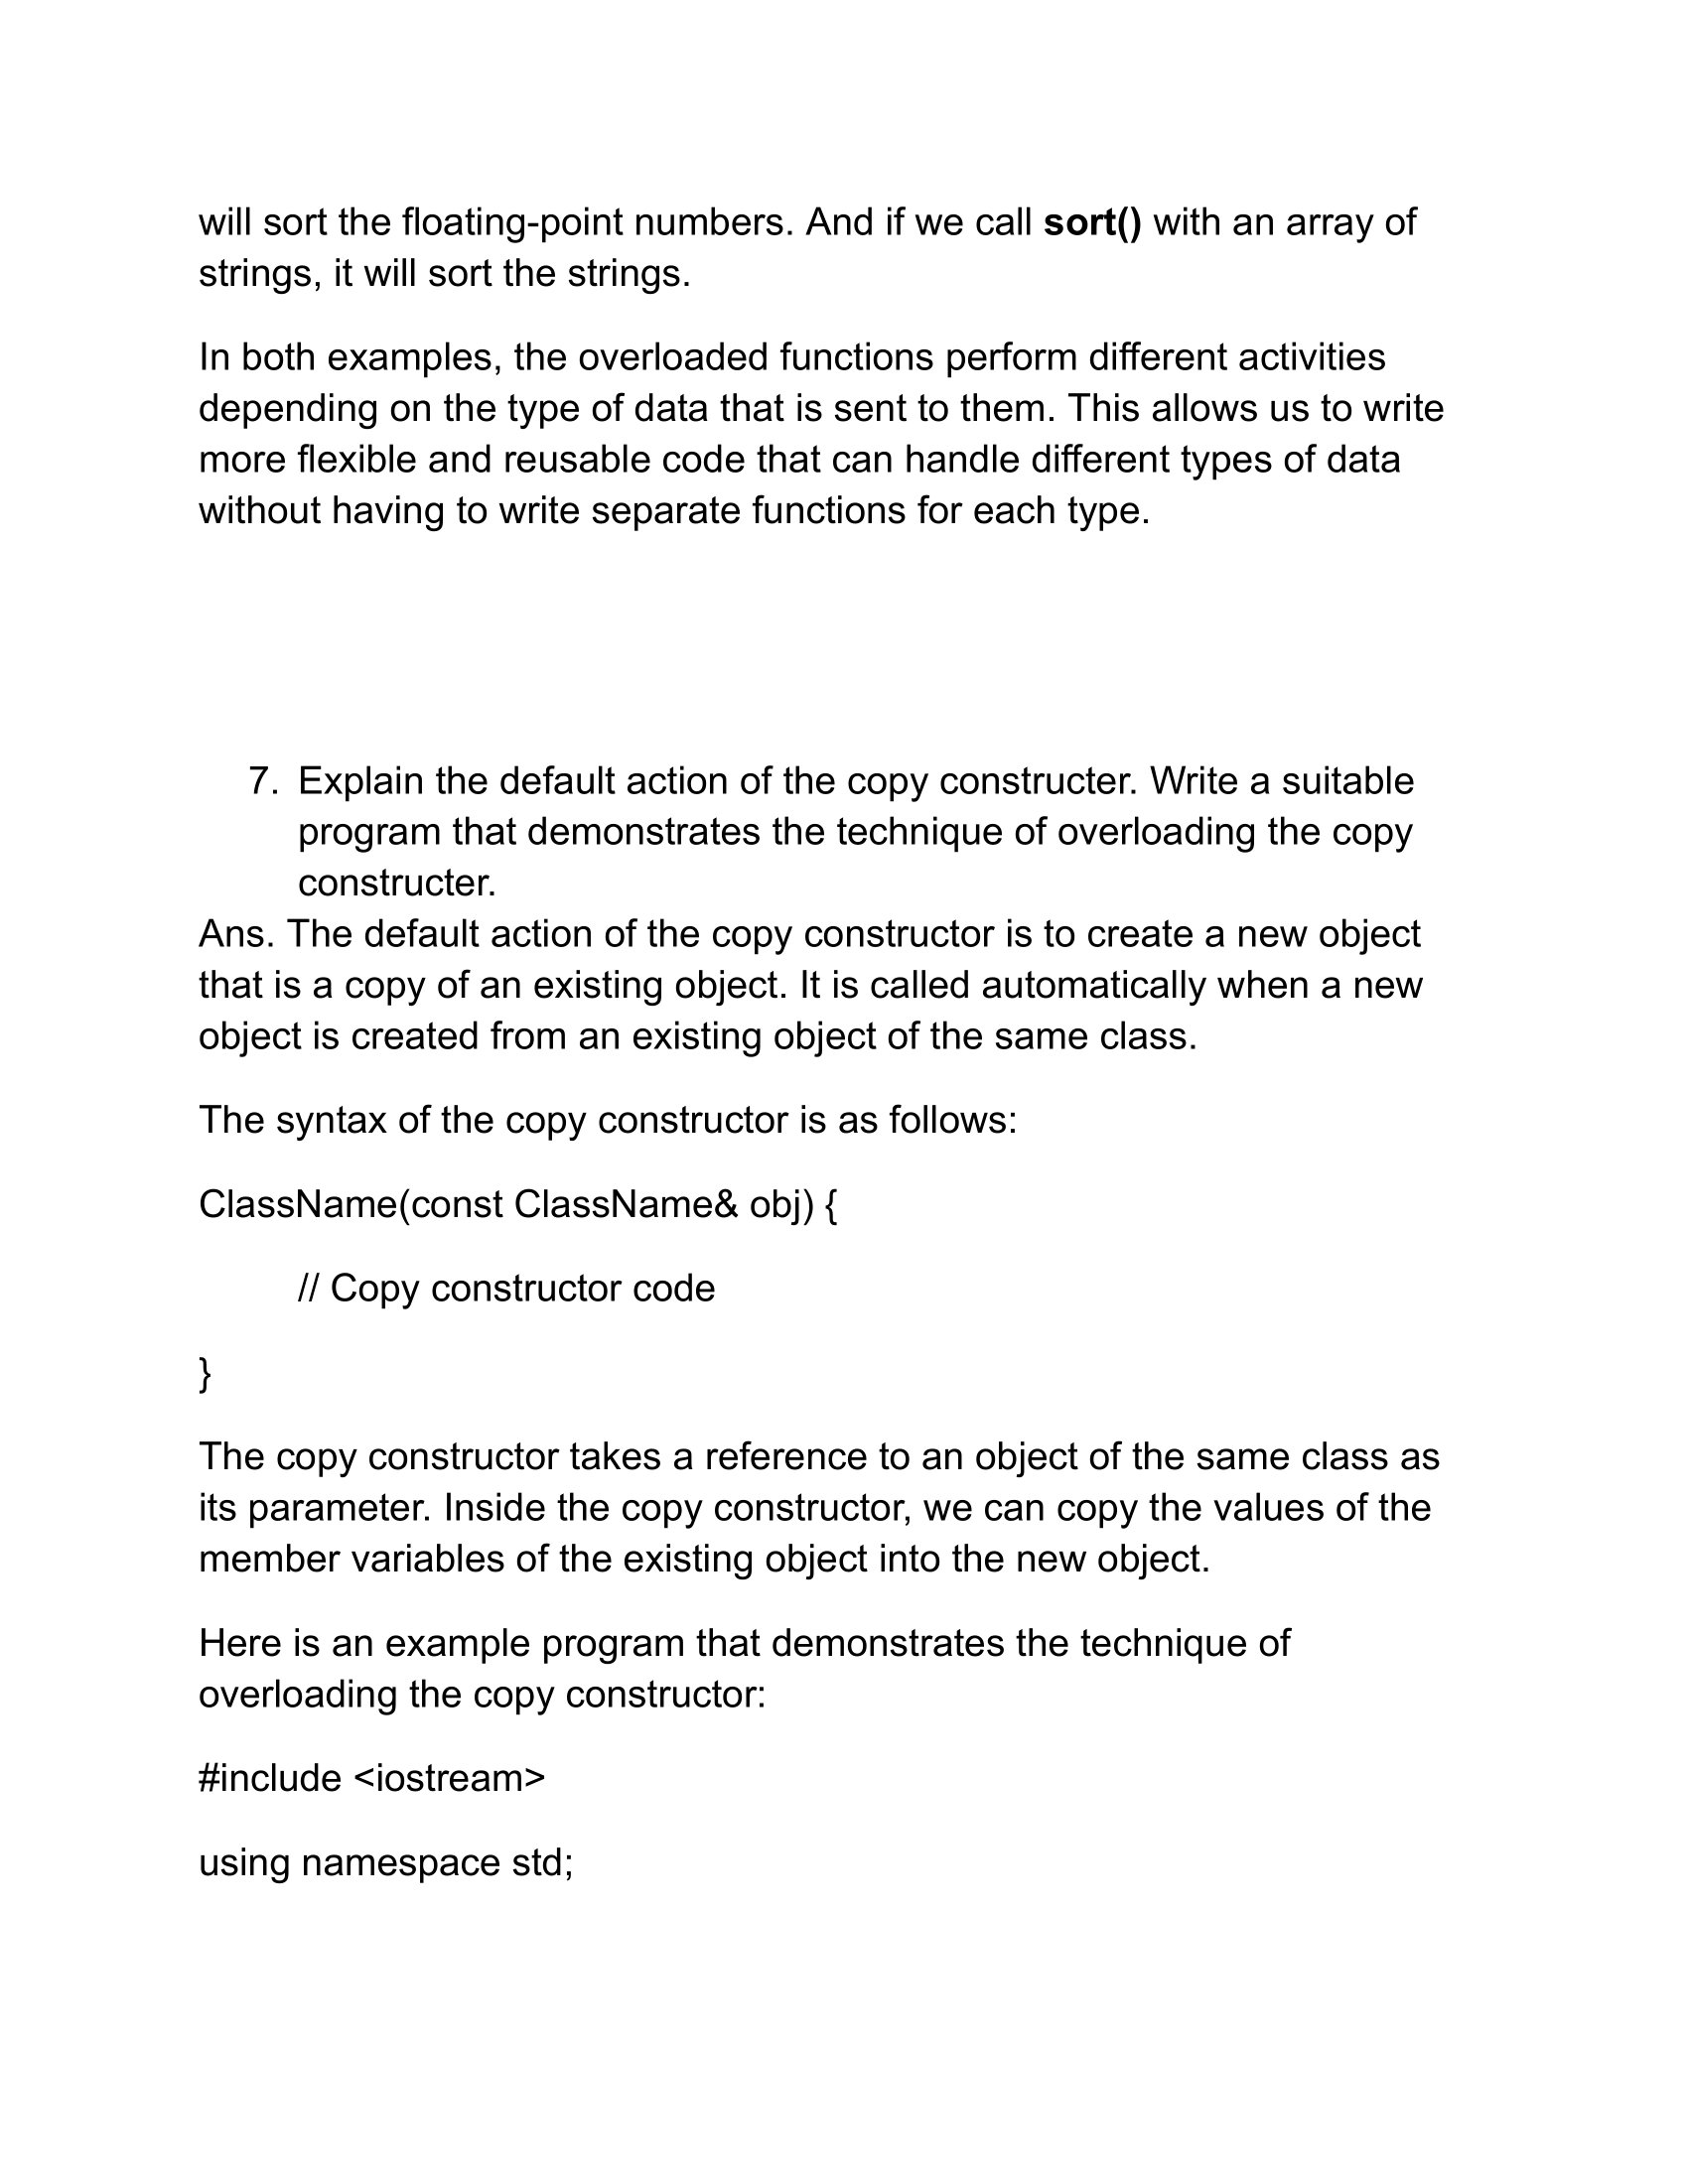 will sort the floating-point numbers. And if we call sort() with an array of
strings, it will sort the strings.
In both examples, the overloaded functions perform different activities
depending on the type of data that is sent to them. This allows us to write
more flexible and reusable code that can handle different types of data
without having to write separate functions for each type.
7. Explain the default action of the copy constructer. Write a suitable
program that demonstrates the technique of overloading the copy
constructer.
Ans. The default action of the copy constructor is to create a new object
that is a copy of an existing object. It is called automatically when a new
object is created from an existing object of the same class.
The syntax of the copy constructor is as follows:
ClassName(const ClassName& obj) {
// Copy constructor code
}
The copy constructor takes a reference to an object of the same class as
its parameter. Inside the copy constructor, we can copy the values of the
member variables of the existing object into the new object.
Here is an example program that demonstrates the technique of
overloading the copy constructor:
#include <iostream>
using namespace std;